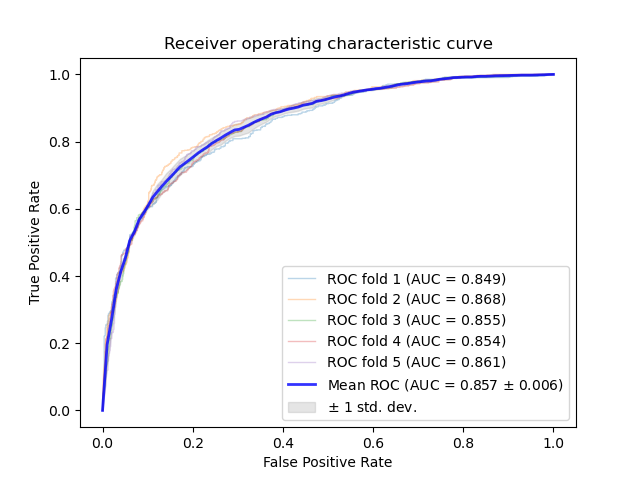 Receiver operating characteristic curve
True Positive Rate
1.0
0.8
0.6
0.4
0.2
0.0
ROC fold 1 (AUC = 0.849)
ROC fold 2 (AUC = 0.868)
ROC fold 3 (AUC = 0.855)
ROC fold 4 (AUC = 0.854)
ROC fold 5 (AUC = 0.861)
Mean ROC (AUC = 0.857 ± 0.006)
± 1 std. dev.
0.0 0.2 0.4 0.6 0.8 1.0
False Positive Rate